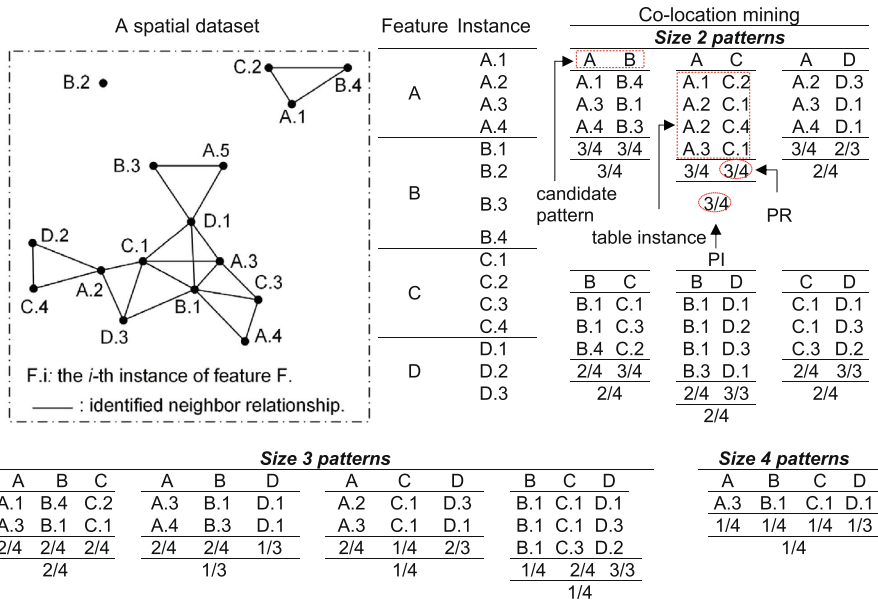 A spatial dataset
B.2
C.2
B.4
A.1
B.3
A.5
D.1
D.2
C.1
A.3
A.2
C.3
C.4
B.1
D.3
A.4
F.i: the i-th instance of feature F.
: identified neighbor relationship.
Feature Instance
A
A.1
A.2
A.3
A.4
B
B.1
B.2
B.3
B.4
C
C.1
C.2
C.3
C.4
D
D.1
D.2
D.3
Co-location mining
Size 2 patterns
A B
A.1 B.4
A.3 B.1
A.4 B.3
3/4 3/4
3/4
A C
A.1 C.2
A.2 C.1
A.2 C.4
A.3 C.1
3/4 3/4
3/4
A D
A.2 D.3
A.3 D.1
A.4 D.1
3/4 2/3
2/4
candidate
pattern
table instance
PI
PR
B C
B.1 C.1
B.1 C.3
B.4 C.2
2/4 3/4
2/4
B D
B.1 D.1
B.1 D.2
B.1 D.3
B.3 D.1
2/4 3/3
2/4
C D
C.1 D.1
C.1 D.3
C.3 D.2
2/4 3/3
2/4
Size 3 patterns
A B C
A.1 B.4 C.2
A.3 B.1 C.1
2/4 2/4 2/4
2/4
A B D
A.3 B.1 D.1
A.4 B.3 D.1
2/4 2/4 1/3
1/3
A C D
A.2 C.1 D.3
A.3 C.1 D.1
2/4 1/4 2/3
1/4
B C D
B.1 C.1 D.1
B.1 C.1 D.3
B.1 C.3 D.2
1/4 2/4 3/3
1/4
Size 4 patterns
A B C D
A.3 B.1 C.1 D.1
1/4 1/4 1/4 1/3
1/4